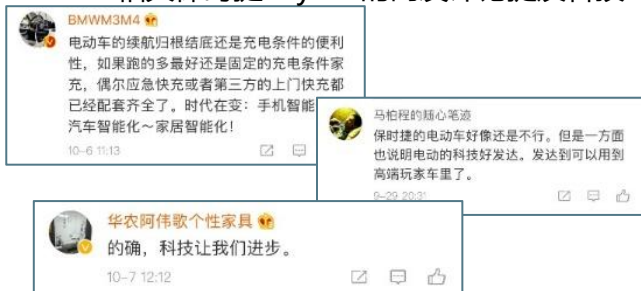 BMWM3M4
电动车的续航归根结底还是充电条件的便利
性，如果跑的多最好还是固定的充电条件家
充，偶尔应急快充或者第三方的上门快充都
已经配套齐全了。时代在变：手机智能
汽车智能化～家居智能化！
10-6 11:13
马柏程的随心笔迹
保时捷的电动车好像还是不行。但是一方面
也说明电动的科技好发达。发达到可以用到
高端玩家车里了。
9-29 20:31
华农阿伟歌个性家具
的确，科技让我们进步。
10-7 12:12